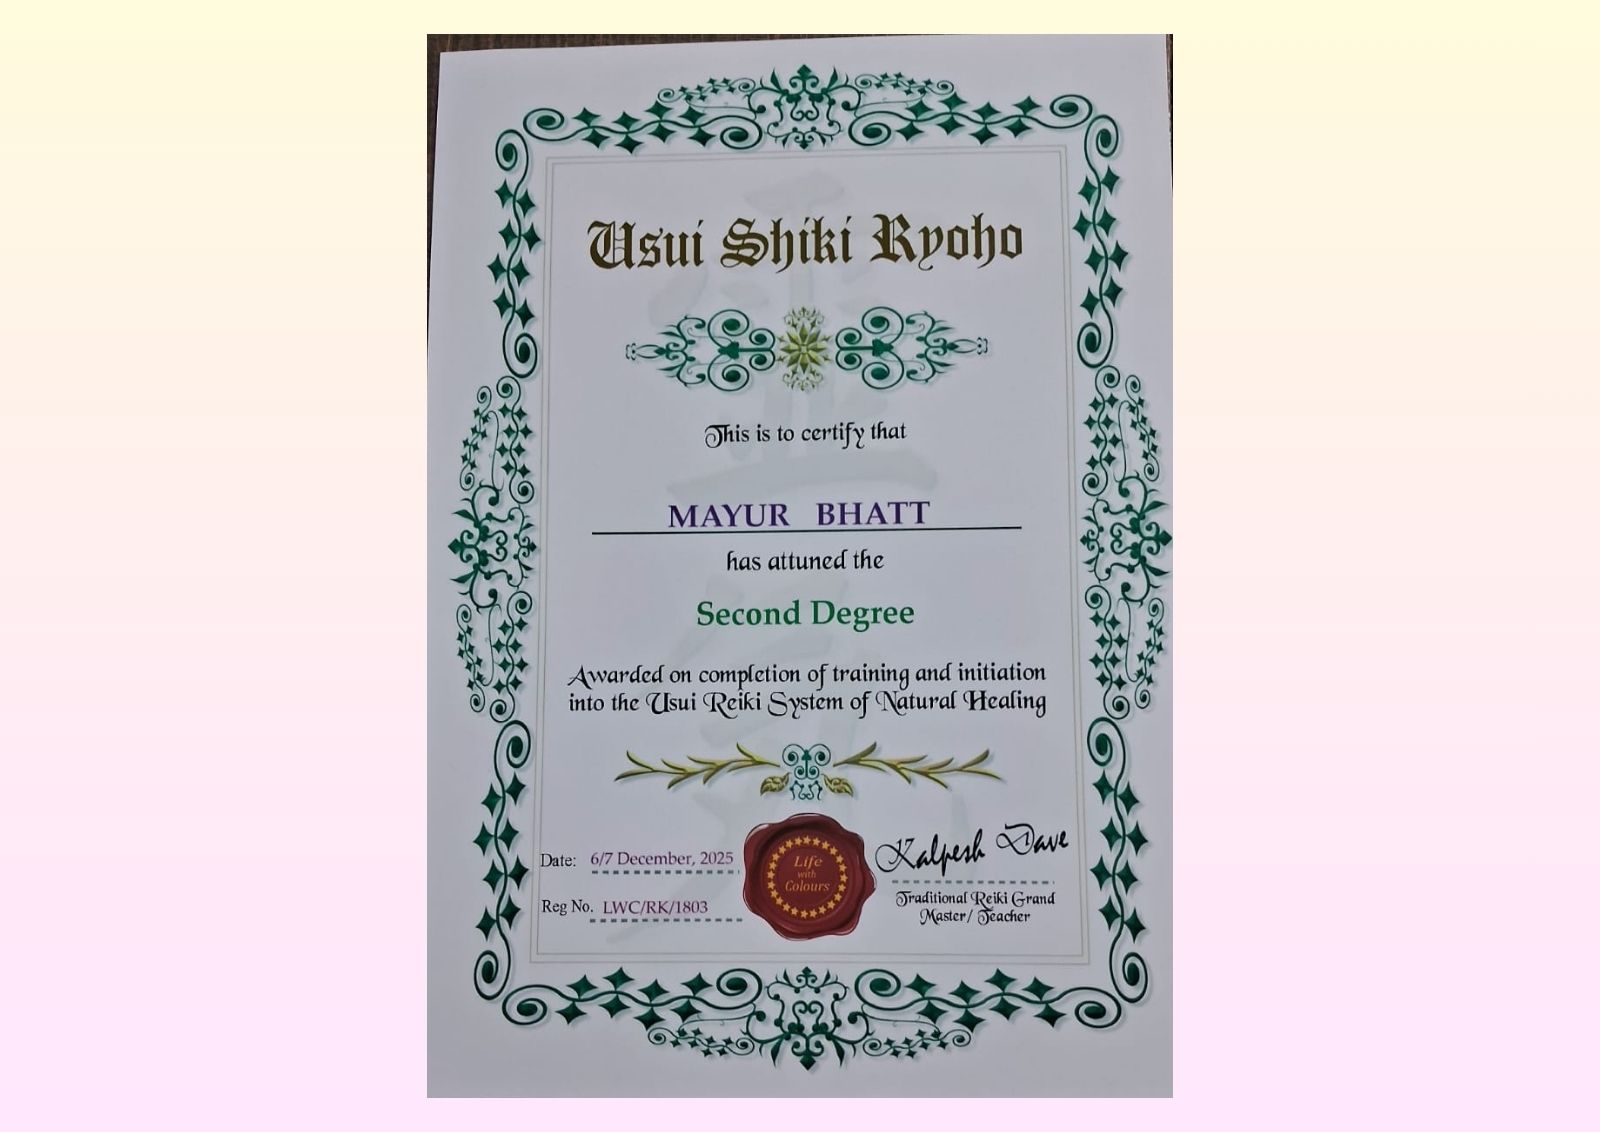 Usui Shiki Ryoho
This is to certify that
MAYUR BHATT
has attuned the
Second Degree
Awarded on completion of training and initiation
into the Usui Reiki System of Natural Healing
Date: 6/7 December, 2025
Reg No. LWC/RK/1803
Life
with
Colours
Kalpesh Dave
Traditional Reiki Grand
Master/ Teacher